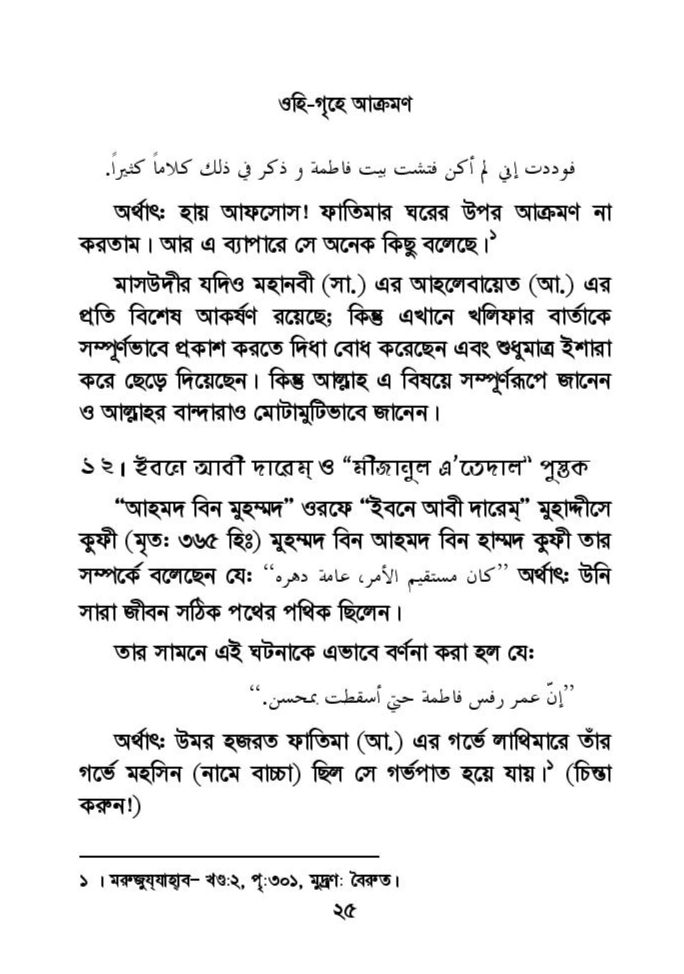 ওহি-গৃহে আক্রমণ
فوددت إني لم أكن فتشت بيت فاطمة و ذكر في ذلك كلاماً كثيراً.
অর্থাৎ: হায় আফসোস! ফাতিমার ঘরের উপর আক্রমণ না
করতাম। আর এ ব্যাপারে সে অনেক কিছু বলেছে।১
মাসউদীর যদিও মহানবী (সা.) এর আহলেবায়েত (আ.) এর
প্রতি বিশেষ আকর্ষণ রয়েছে; কিন্তু এখানে খলিফার বার্তাকে
সম্পূর্ণভাবে প্রকাশ করতে দিধা বোধ করেছেন এবং শুধুমাত্র ইশারা
করে ছেড়ে দিয়েছেন। কিন্তু আল্লাহ এ বিষয়ে সম্পূর্ণরূপে জানেন
ও আল্লাহর বান্দারাও মোটামুটিভাবে জানেন।
১২। ইবনে আবী দারেম্ ও “মীজানুল এ'তেদাল” পুস্তক
“আহমদ বিন মুহম্মদ” ওরফে “ইবনে আবী দারেম্” মুহাদ্দীসে
কুফী (মৃত: ৩৬৫ হিঃ) মুহম্মদ বিন আহমদ বিন হাম্মদ কুফী তার
সম্পর্কে বলেছেন যে: ‘‘كان مستقيم الأمر، عامة دهره’’ অর্থাৎ: উনি
সারা জীবন সঠিক পথের পথিক ছিলেন।
তার সামনে এই ঘটনাকে এভাবে বর্ণনা করা হল যে:
’’إنّ عمر رفس فاطمة حتى أسقطت بمحسن.‘‘
অর্থাৎ: উমর হজরত ফাতিমা (আ.) এর গর্ভে লাথিমারে তাঁর
গর্ভে মহসিন (নামে বাচ্চা) ছিল সে গর্ভপাত হয়ে যায়।১ (চিন্তা
করুন!)
১ । মরুজুয্যাহাব– খণ্ড:২, পৃ:৩০১, মুদ্রণ: বৈরুত।
২৫